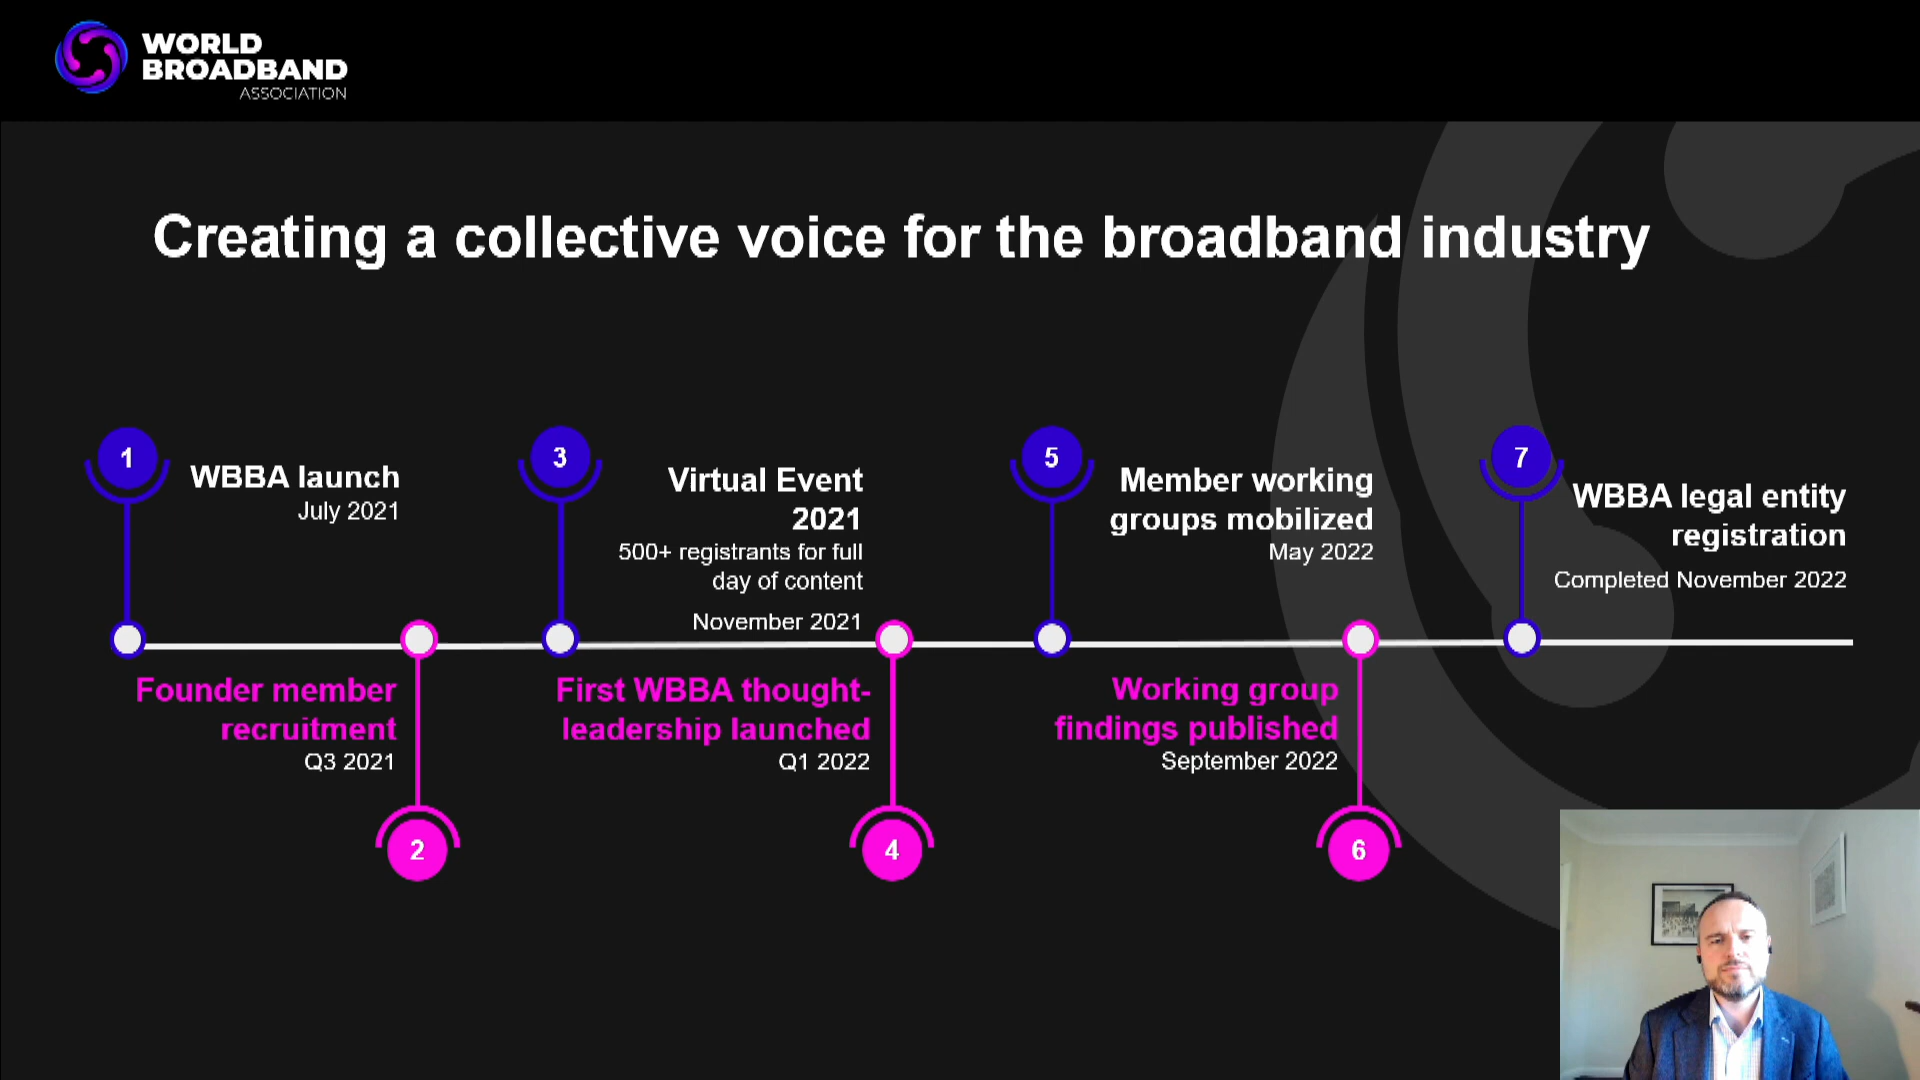 WORLD
BROADBAND
ASSOCIATION
Creating a collective voice for the broadband industry
1
WBBA launch
July 2021
3
Virtual Event
2021
500+ registrants for full
day of content
November 2021
5
Member working
groups mobilized
May 2022
7
WBBA legal entity
registration
Completed November 2022
Founder member
recruitment
Q3 2021
2
First WBBA thought-
leadership launched
Q1 2022
4
Working group
findings published
September 2022
6